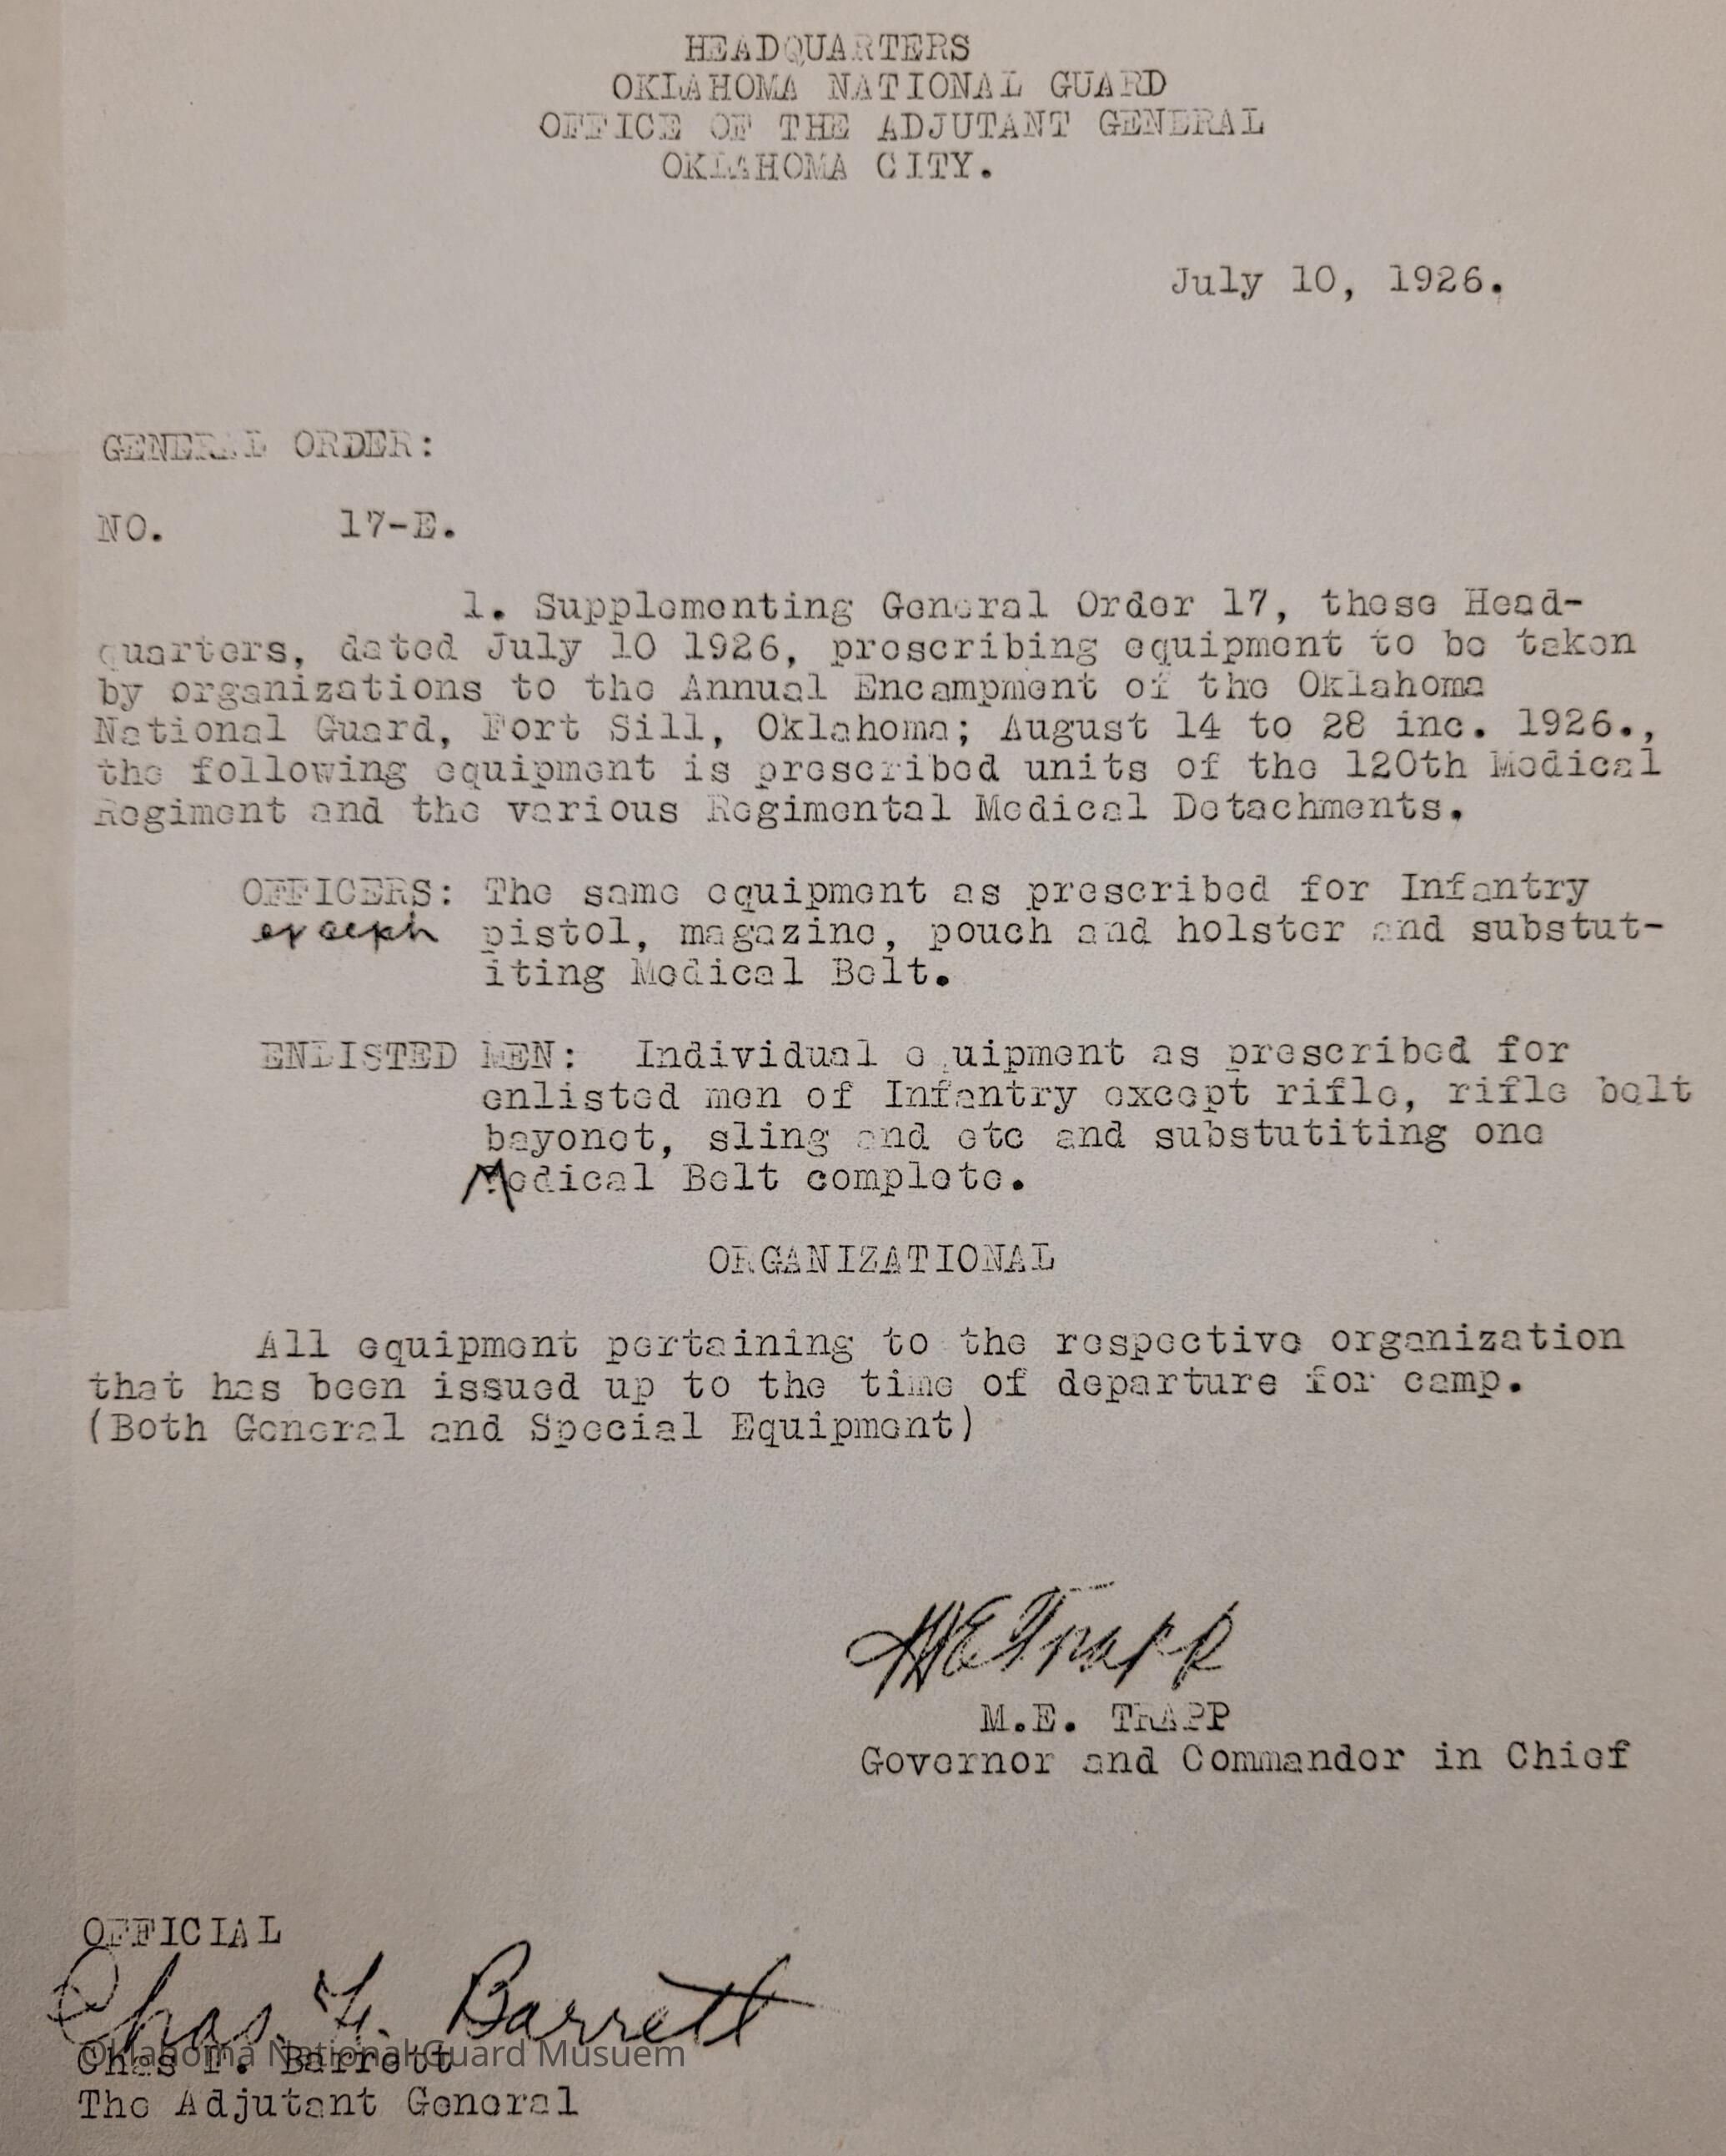 HEADQUARTERS
OKLAHOMA NATIONAL GUARD
OFFICE OF THE ADJUTANT GENERAL
OKLAHOMA CITY.
July 10, 1926.
GENERAL ORDER:
NO. 17-E.
1. Supplementing General Order 17, these Head-
quarters, dated July 10 1926, prescribing equipment to be taken
by organizations to the Annual Encampment of the Oklahoma
National Guard, Fort Sill, Oklahoma; August 14 to 28 inc. 1926.,
the following equipment is prescribed units of the 120th Medical
Regiment and the various Regimental Medical Detachments.
OFFICERS: The same equipment as prescribed for Infantry
pistol, magazine, pouch and holster and substut-
iting Medical Belt.
ENLISTED MEN: Individual e uipment as prescribed for
enlisted men of Infantry except rifle, rifle belt
bayonet, sling and etc and substutiting one
Medical Belt complete.
ORGANIZATIONAL
All equipment pertaining to the respective organization
that has been issued up to the time of departure for camp.
(Both General and Special Equipment)
M E Trapp
M.E. TRAPP
Governor and Commander in Chief
OFFICIAL
Chas. F. Barrett
Oklahoma National Guard Musuem
Chas F. Barrett
The Adjutant General